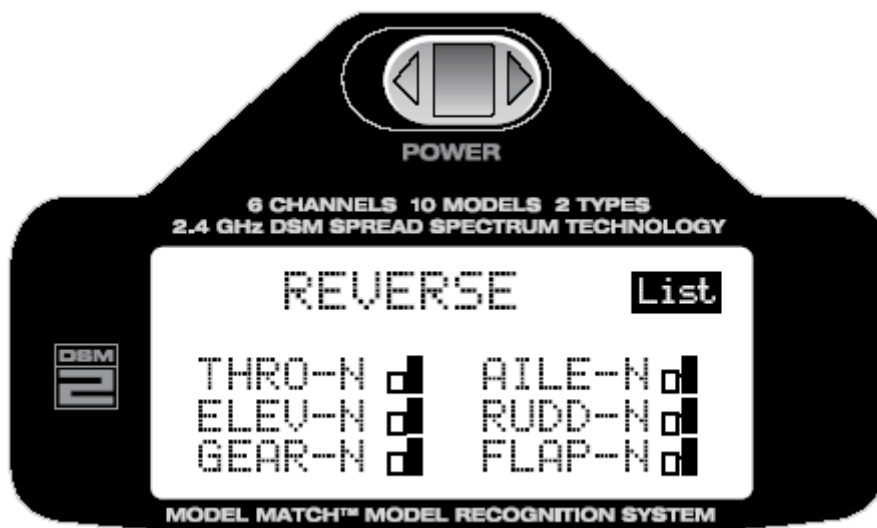 POWER
6 CHANNELS 10 MODELS 2 TYPES
2.4 GHz DSM SPREAD SPECTRUM TECHNOLOGY
REVERSE List
DSM
2
THRO-N AILE-N
ELEV-N RUDD-N
GEAR-N FLAP-N
MODEL MATCH™ MODEL RECOGNITION SYSTEM